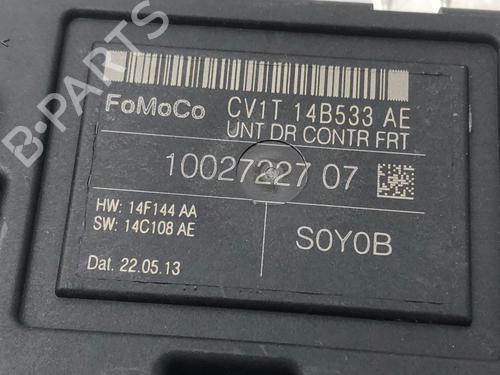 FoMoCo CV1T 14B533 AE
UNT DR CONTR FRT
10027227 07
HW: 14F144 AA
SW: 14C108 AE
S0Y0B
Dat. 22.05.13